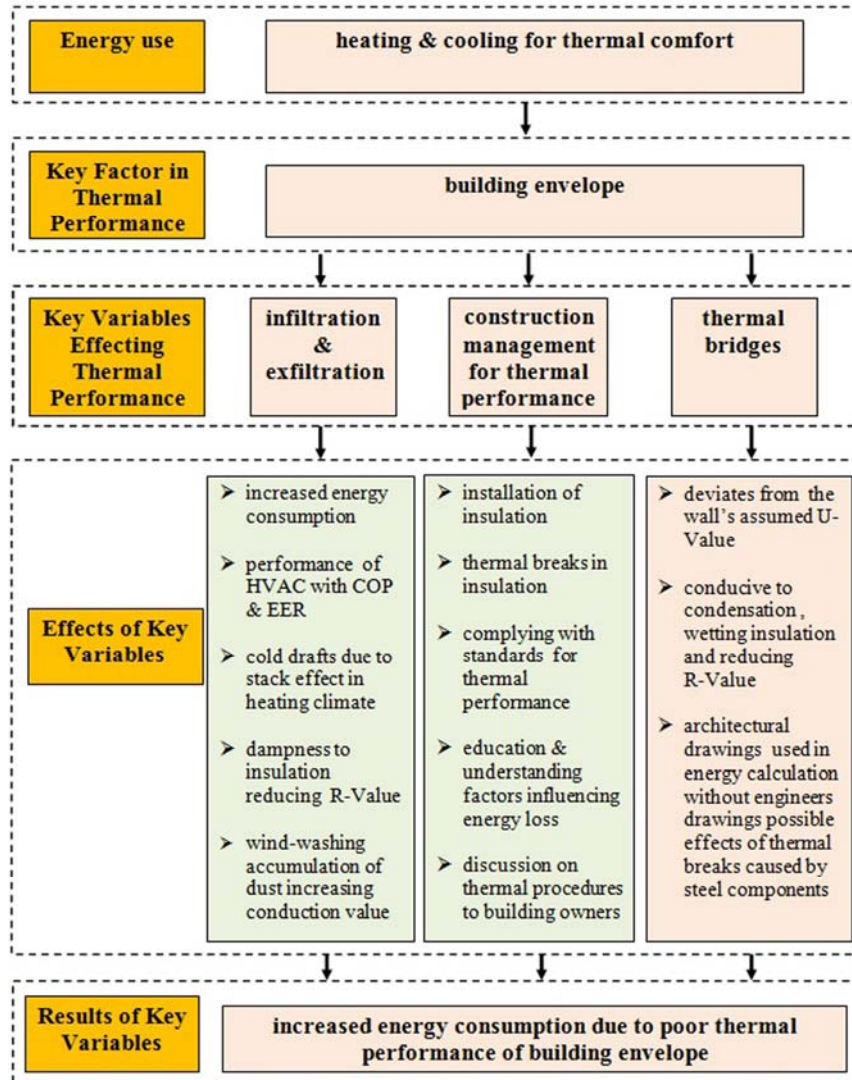 Energy use
heating & cooling for thermal comfort
Key Factor in
Thermal
Performance
building envelope
Key Variables
Effecting
Thermal
Performance
infiltration
&
exfiltration
construction
management
for thermal
performance
thermal
bridges
Effects of Key
Variables
➢ increased energy
consumption
➢ performance of
HVAC with COP
& EER
➢ cold drafts due to
stack effect in
heating climate
➢ dampness to
insulation
reducing R-Value
➢ wind-washing
accumulation of
dust increasing
conduction value
➢ installation of
insulation
➢ thermal breaks in
insulation
➢ complying with
standards for
thermal
performance
➢ education &
understanding
factors influencing
energy loss
➢ discussion on
thermal procedures
to building owners
➢ deviates from the
wall's assumed U-
Value
➢ conducive to
condensation ,
wetting insulation
and reducing
R-Value
➢ architectural
drawings used in
energy calculation
without engineers
drawings possible
effects of thermal
breaks caused by
steel components
Results of Key
Variables
increased energy consumption due to poor thermal
performance of building envelope